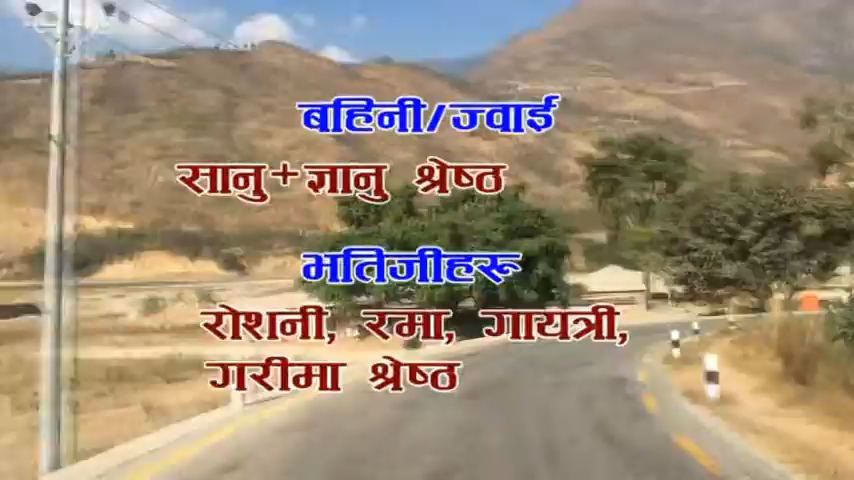 बहिनी/ज्वाई
सानु+ज्ञानु श्रेष्ठ
भतिजीहरू
रोशनी, रमा, गायत्री,
गरीमा श्रेष्ठ